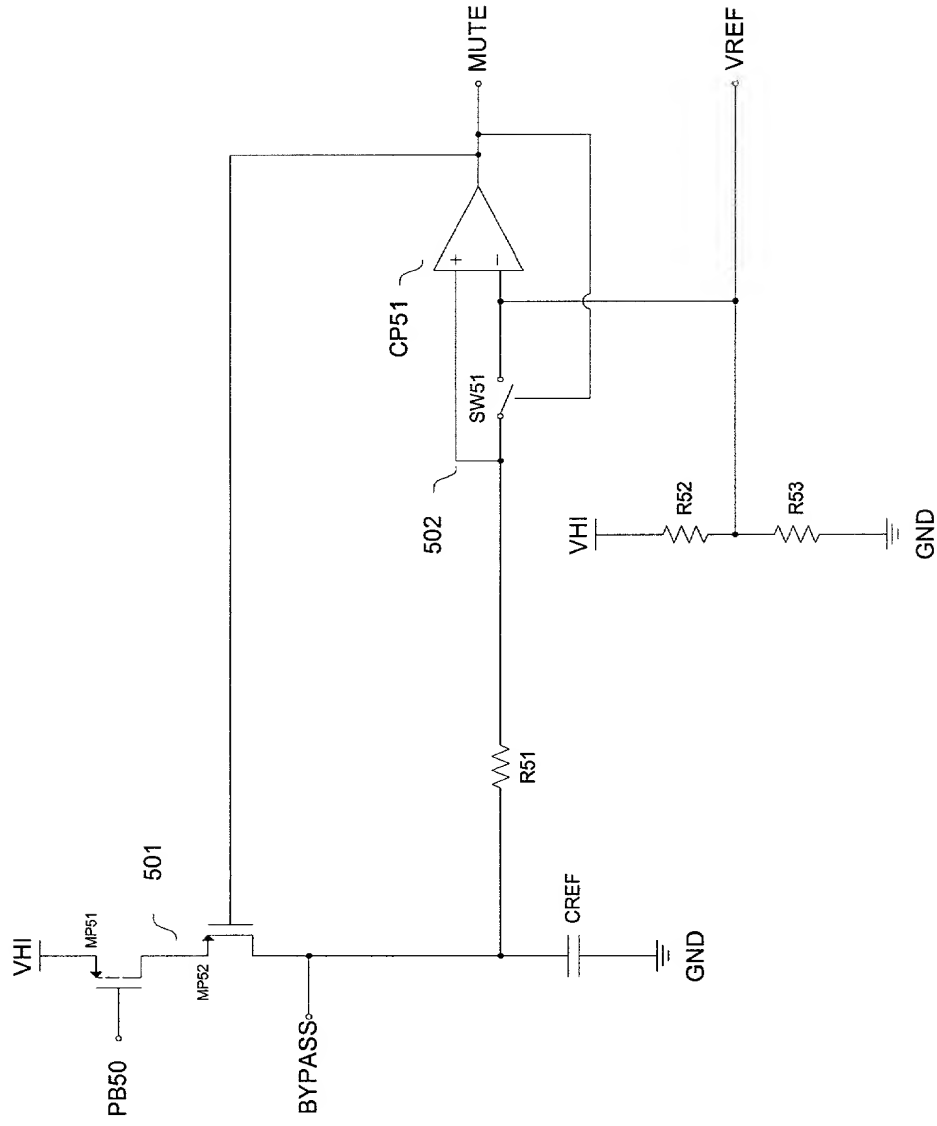 VHI
MP51
PB50
501
MP52
BYPASS
CREF
GND
R51
502
SW51
CP51
+
−
MUTE
VHI
R52
R53
GND
VREF